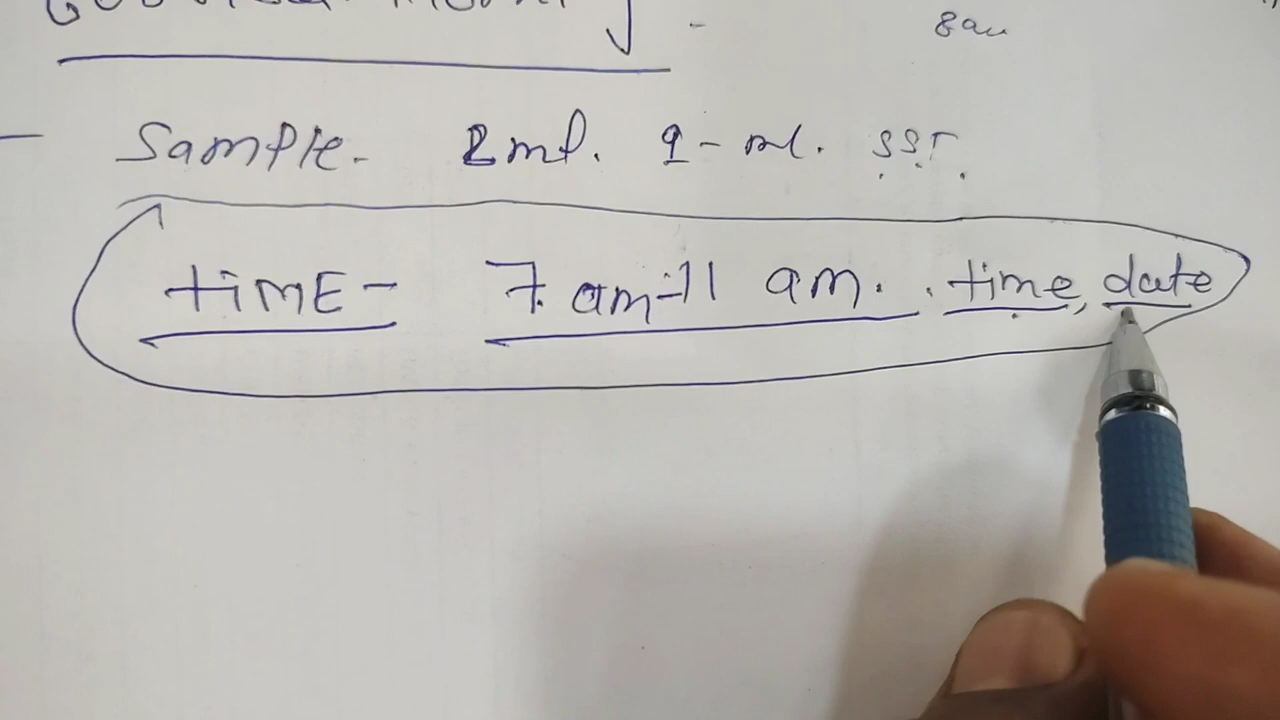 Sample- 2ml. 1-ml. SST
time- 7 am-11 am. time, date